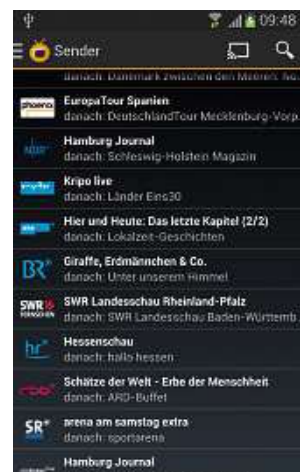 09:48
Sender
danach: Dänemark zwischen den Meeren: No
phoenix
EuropaTour Spanien
danach: DeutschlandTour Mecklenburg-Vorp
Hamburg Journal
danach: Schleswig-Holstein Magazin
Kripo live
danach: Länder Eins30
Hier und Heute: Das letzte Kapitel (2/2)
danach: Lokalzeit-Geschichten
BR
Giraffe, Erdmännchen & Co.
danach: Unter unserem Himmel
SWR
FERNSEHEN
SWR Landesschau Rheinland-Pfalz
danach: SWR Landesschau Baden-Württemb
hr
Hessenschau
danach: hallo hessen
Schätze der Welt - Erbe der Menschheit
danach: ARD-Buffet
SR
arena am samstag extra
danach: sportarena
Hamburg Journal